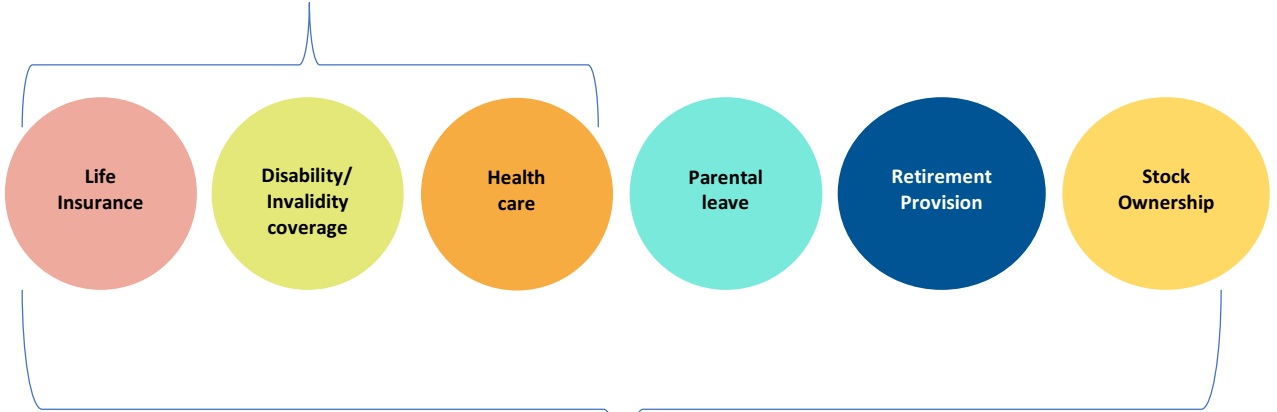 Life
Insurance
Disability/
Invalidity
coverage
Health
care
Parental
leave
Retirement
Provision
Stock
Ownership